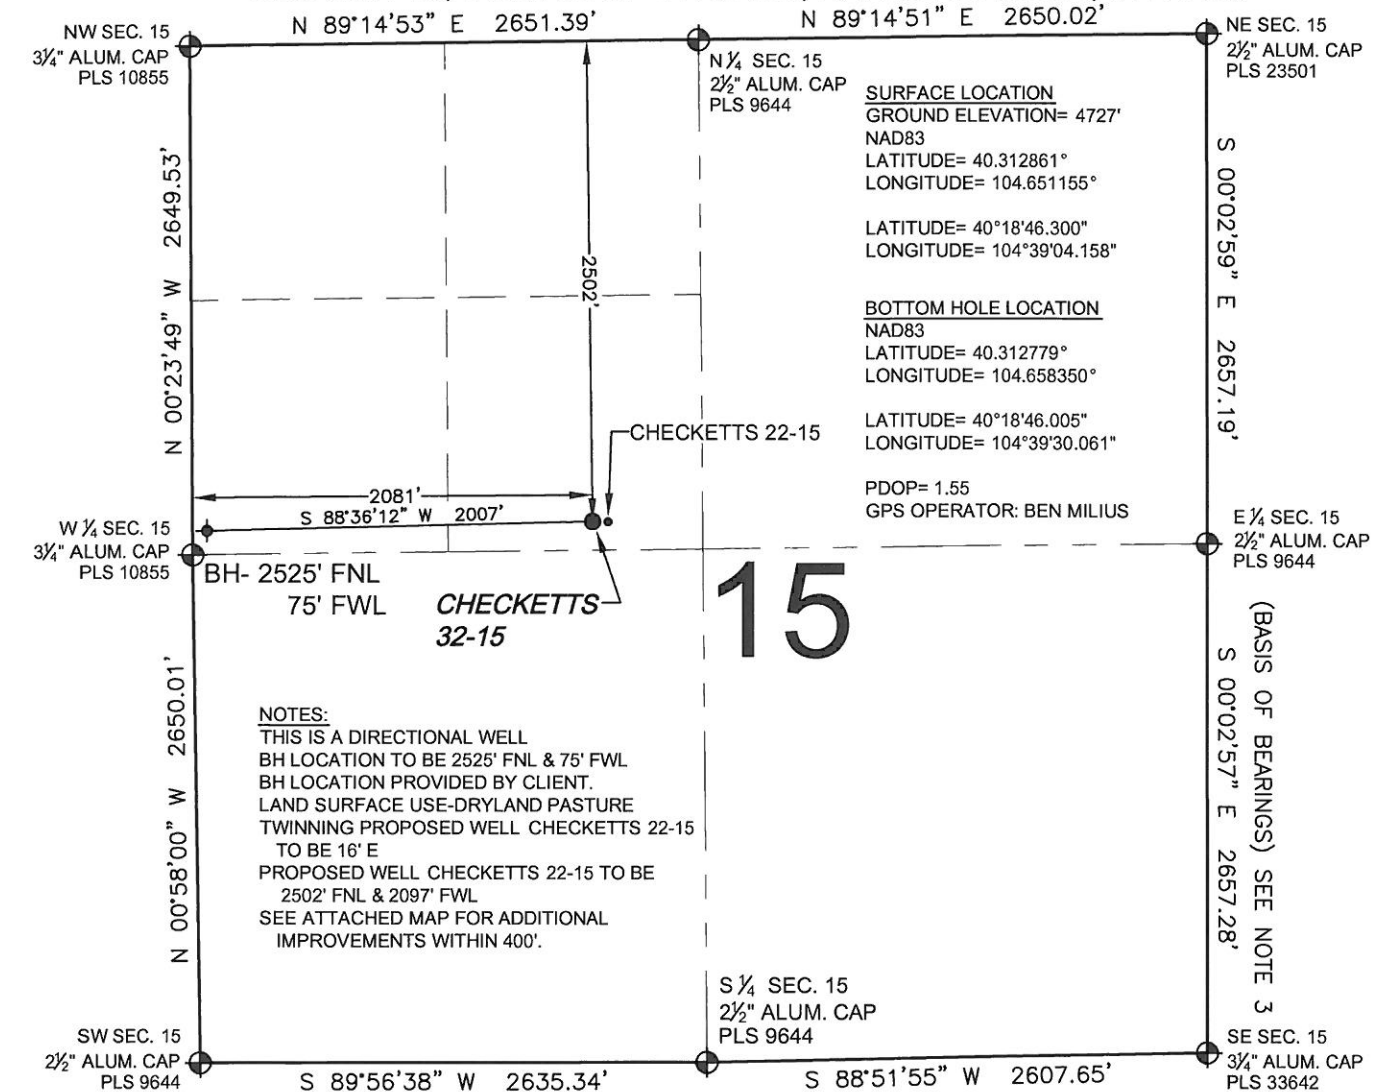 N 89°14'53" E 2651.39'
N 89°14'51" E 2650.02'
NW SEC. 15
3¼" ALUM. CAP
PLS 10855
N ¼ SEC. 15
2½" ALUM. CAP
PLS 9644
NE SEC. 15
2½" ALUM. CAP
PLS 23501
SURFACE LOCATION
GROUND ELEVATION= 4727'
NAD83
LATITUDE= 40.312861°
LONGITUDE= 104.651155°
LATITUDE= 40°18'46.300"
LONGITUDE= 104°39'04.158"
BOTTOM HOLE LOCATION
NAD83
LATITUDE= 40.312779°
LONGITUDE= 104.658350°
LATITUDE= 40°18'46.005"
LONGITUDE= 104°39'30.061"
PDOP= 1.55
GPS OPERATOR: BEN MILIUS
N 00°23'49" W 2649.53'
2502'
S 00°02'59" E 2657.19'
CHECKETTS 22-15
2081'
S 88°36'12" W 2007'
W ¼ SEC. 15
3¼" ALUM. CAP
PLS 10855
E ¼ SEC. 15
2½" ALUM. CAP
PLS 9644
BH- 2525' FNL
75' FWL
CHECKETTS
32-15
15
N 00°58'00" W 2650.01'
NOTES:
THIS IS A DIRECTIONAL WELL
BH LOCATION TO BE 2525' FNL & 75' FWL
BH LOCATION PROVIDED BY CLIENT.
LAND SURFACE USE-DRYLAND PASTURE
TWINNING PROPOSED WELL CHECKETTS 22-15
TO BE 16' E
PROPOSED WELL CHECKETTS 22-15 TO BE
2502' FNL & 2097' FWL
SEE ATTACHED MAP FOR ADDITIONAL
IMPROVEMENTS WITHIN 400'.
S 00°02'57" E 2657.28'
(BASIS OF BEARINGS) SEE NOTE 3
SW SEC. 15
2½" ALUM. CAP
PLS 9644
S ¼ SEC. 15
2½" ALUM. CAP
PLS 9644
SE SEC. 15
3¼" ALUM. CAP
PLS 33642
S 89°56'38" W 2635.34'
S 88°51'55" W 2607.65'